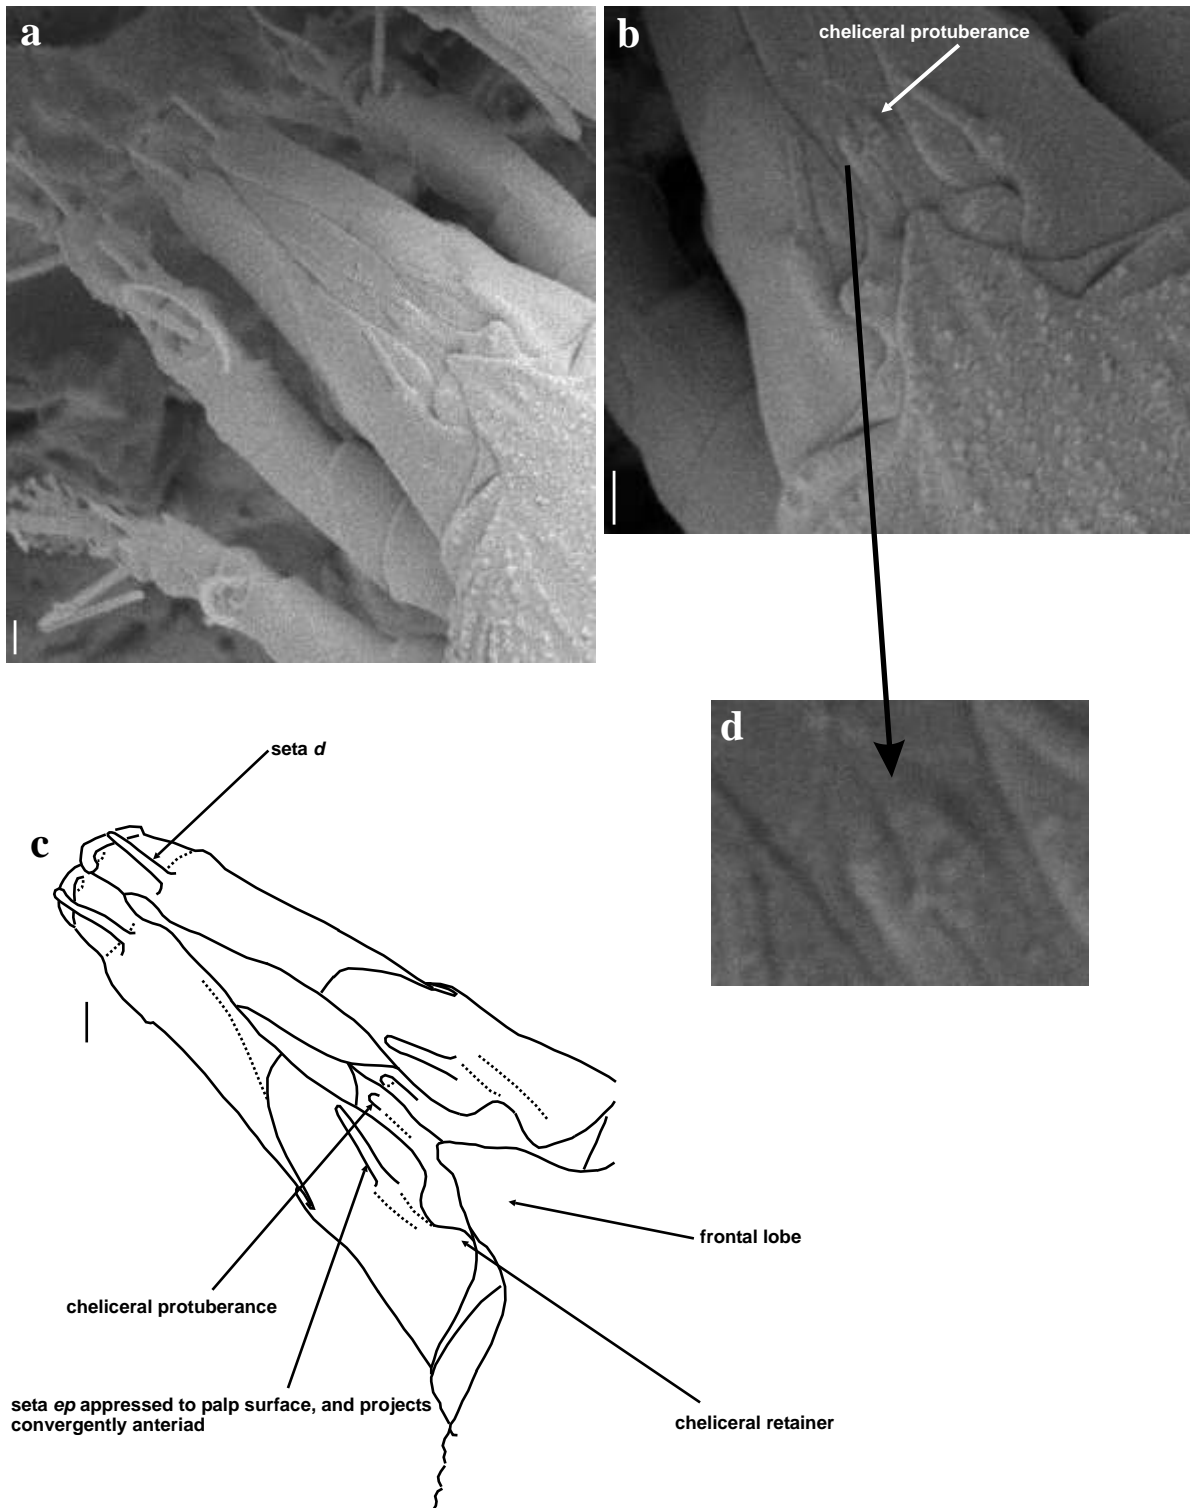 a
b
cheliceral protuberance
d
seta d
c
frontal lobe
cheliceral protuberance
seta ep appressed to palp surface, and projects
convergently anteriad
cheliceral retainer